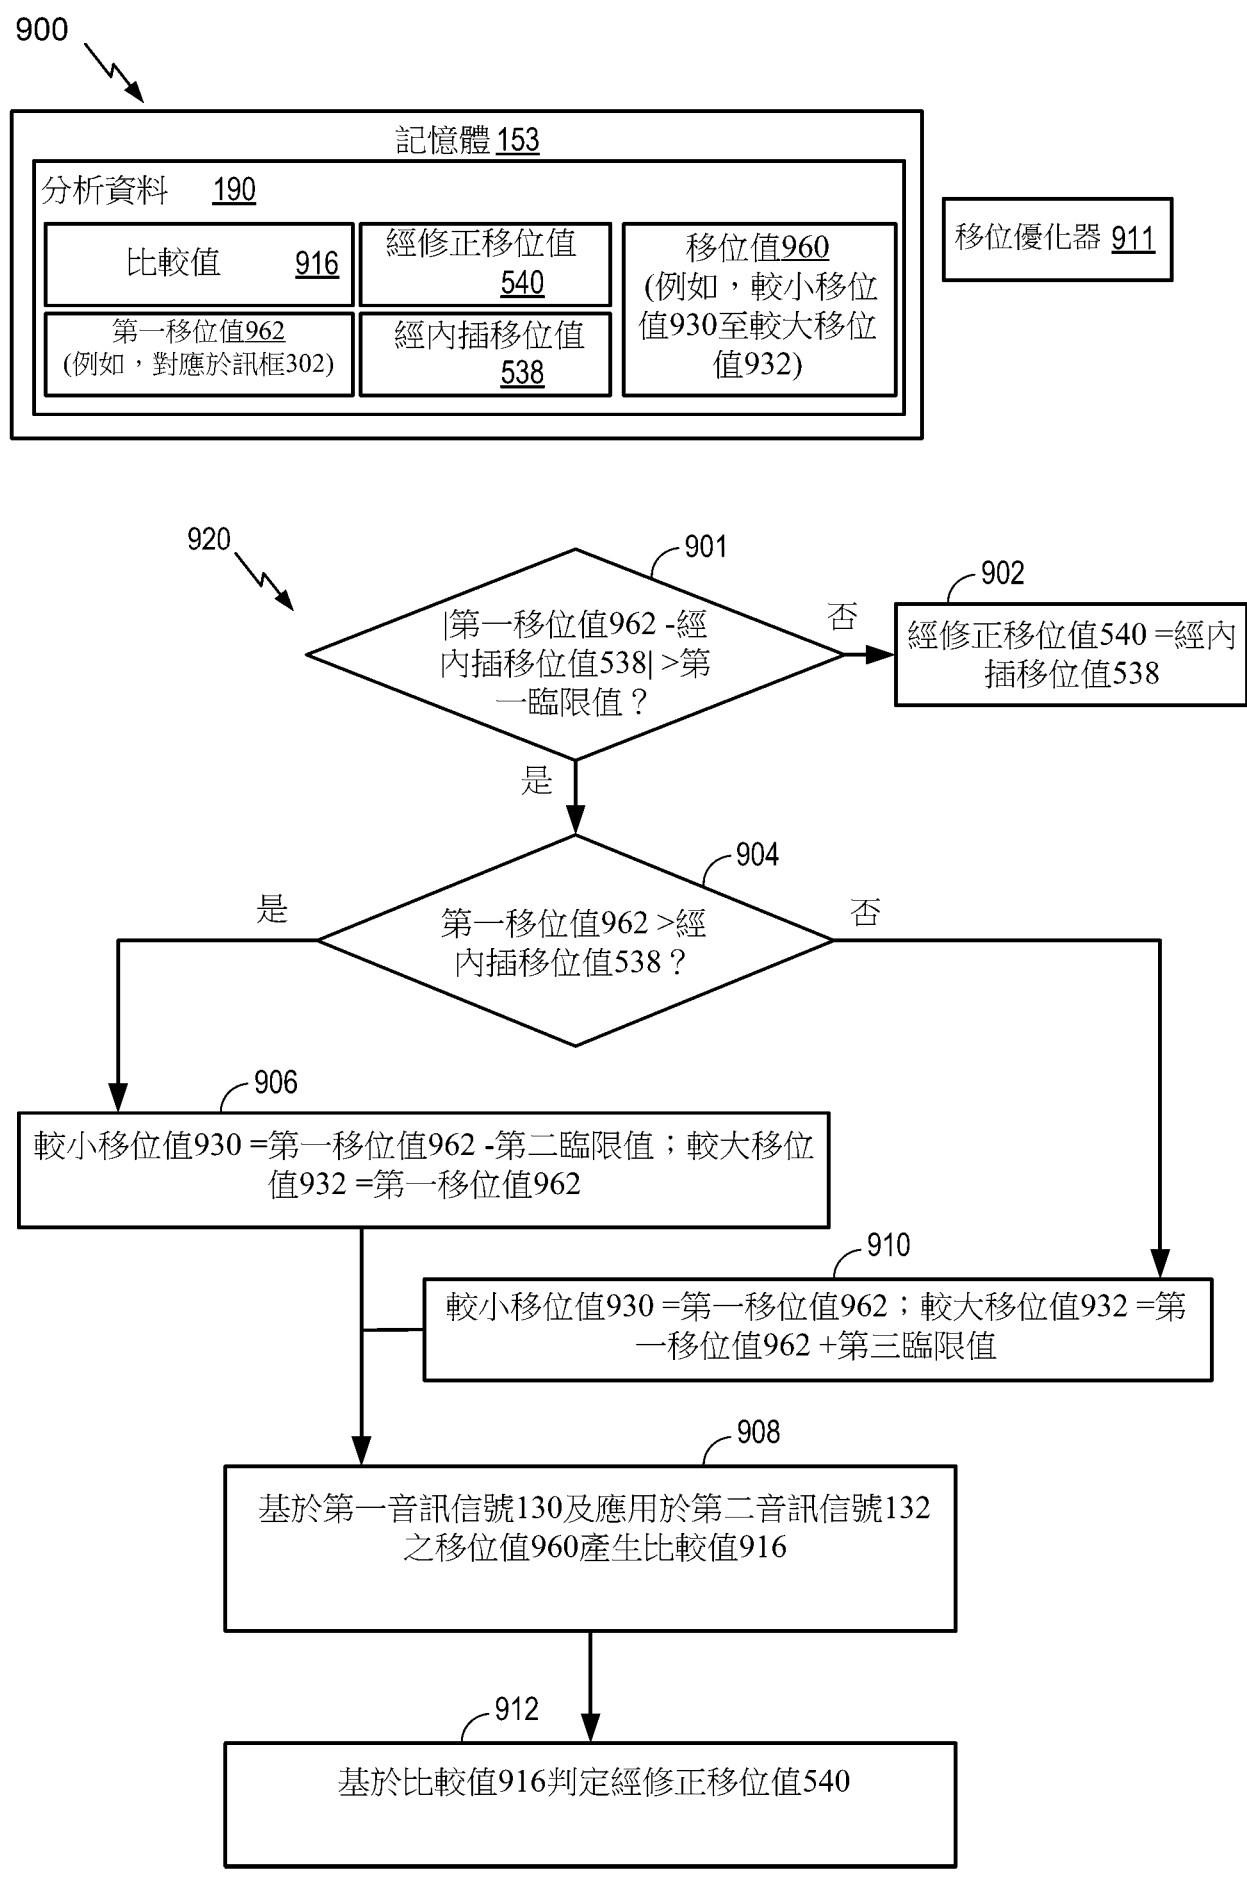 900
記憶體153
分析資料 190
比較值 916
經修正移位值
540
移位值960
(例如，較小移位
值930至較大移位
值932)
第一移位值962
(例如，對應於訊框302)
經內插移位值
538
移位優化器 911
920
901
|第一移位值962 -經
內插移位值538| >第
一臨限值？
否
902
經修正移位值540 =經內
插移位值538
是
904
第一移位值962 >經
內插移位值538？
是
否
906
較小移位值930 =第一移位值962 -第二臨限值；較大移位
值932 =第一移位值962
910
較小移位值930 =第一移位值962；較大移位值932 =第
一移位值962 +第三臨限值
908
基於第一音訊信號130及應用於第二音訊信號132
之移位值960產生比較值916
912
基於比較值916判定經修正移位值540